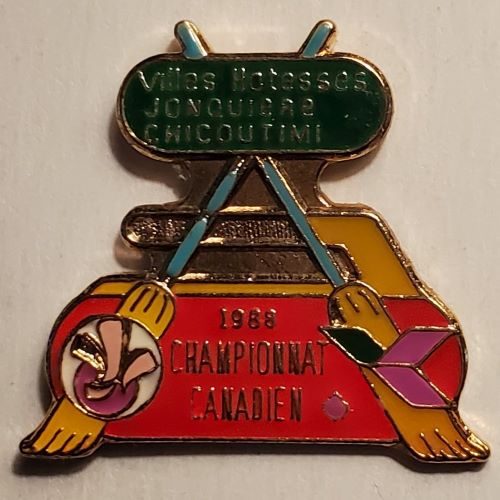 Villes Hotesses
JONQUIERE
CHICOUTIMI
1988
CHAMPIONNAT
CANADIEN